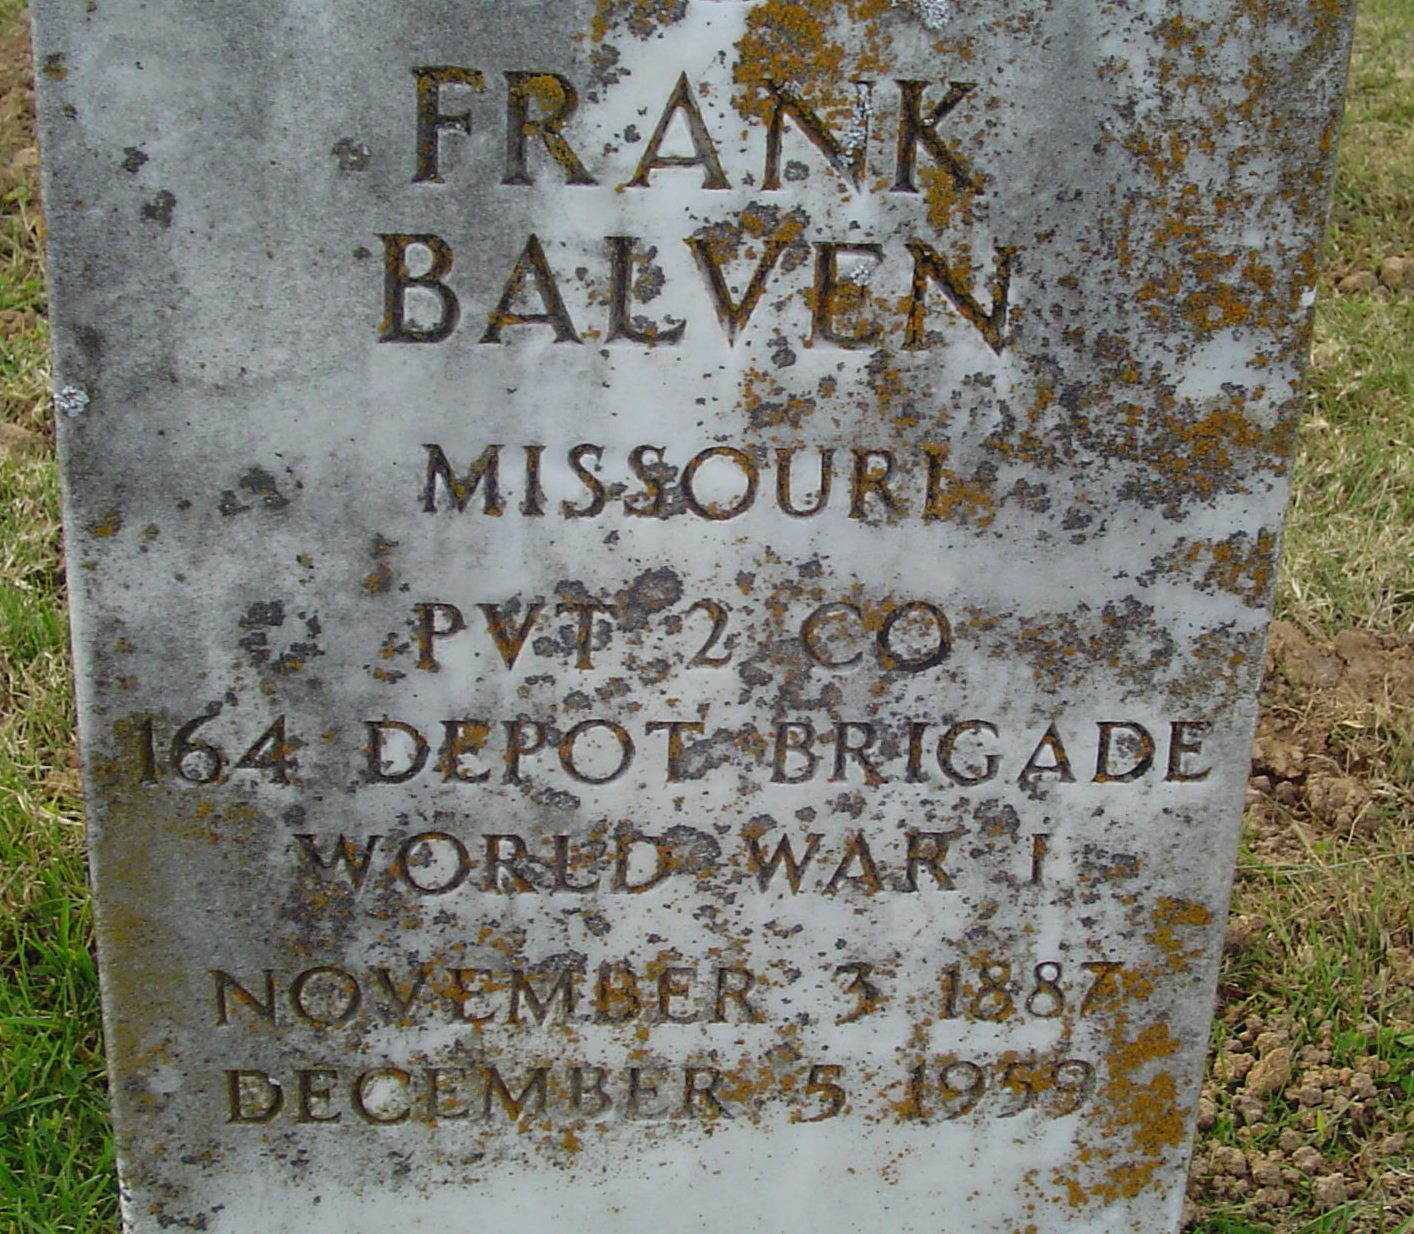 FRANK
BALVEN
MISSOURI
PVT 2 CO
164 DEPOT BRIGADE
WORLD WAR I
NOVEMBER 3 1887
DECEMBER 5 1959